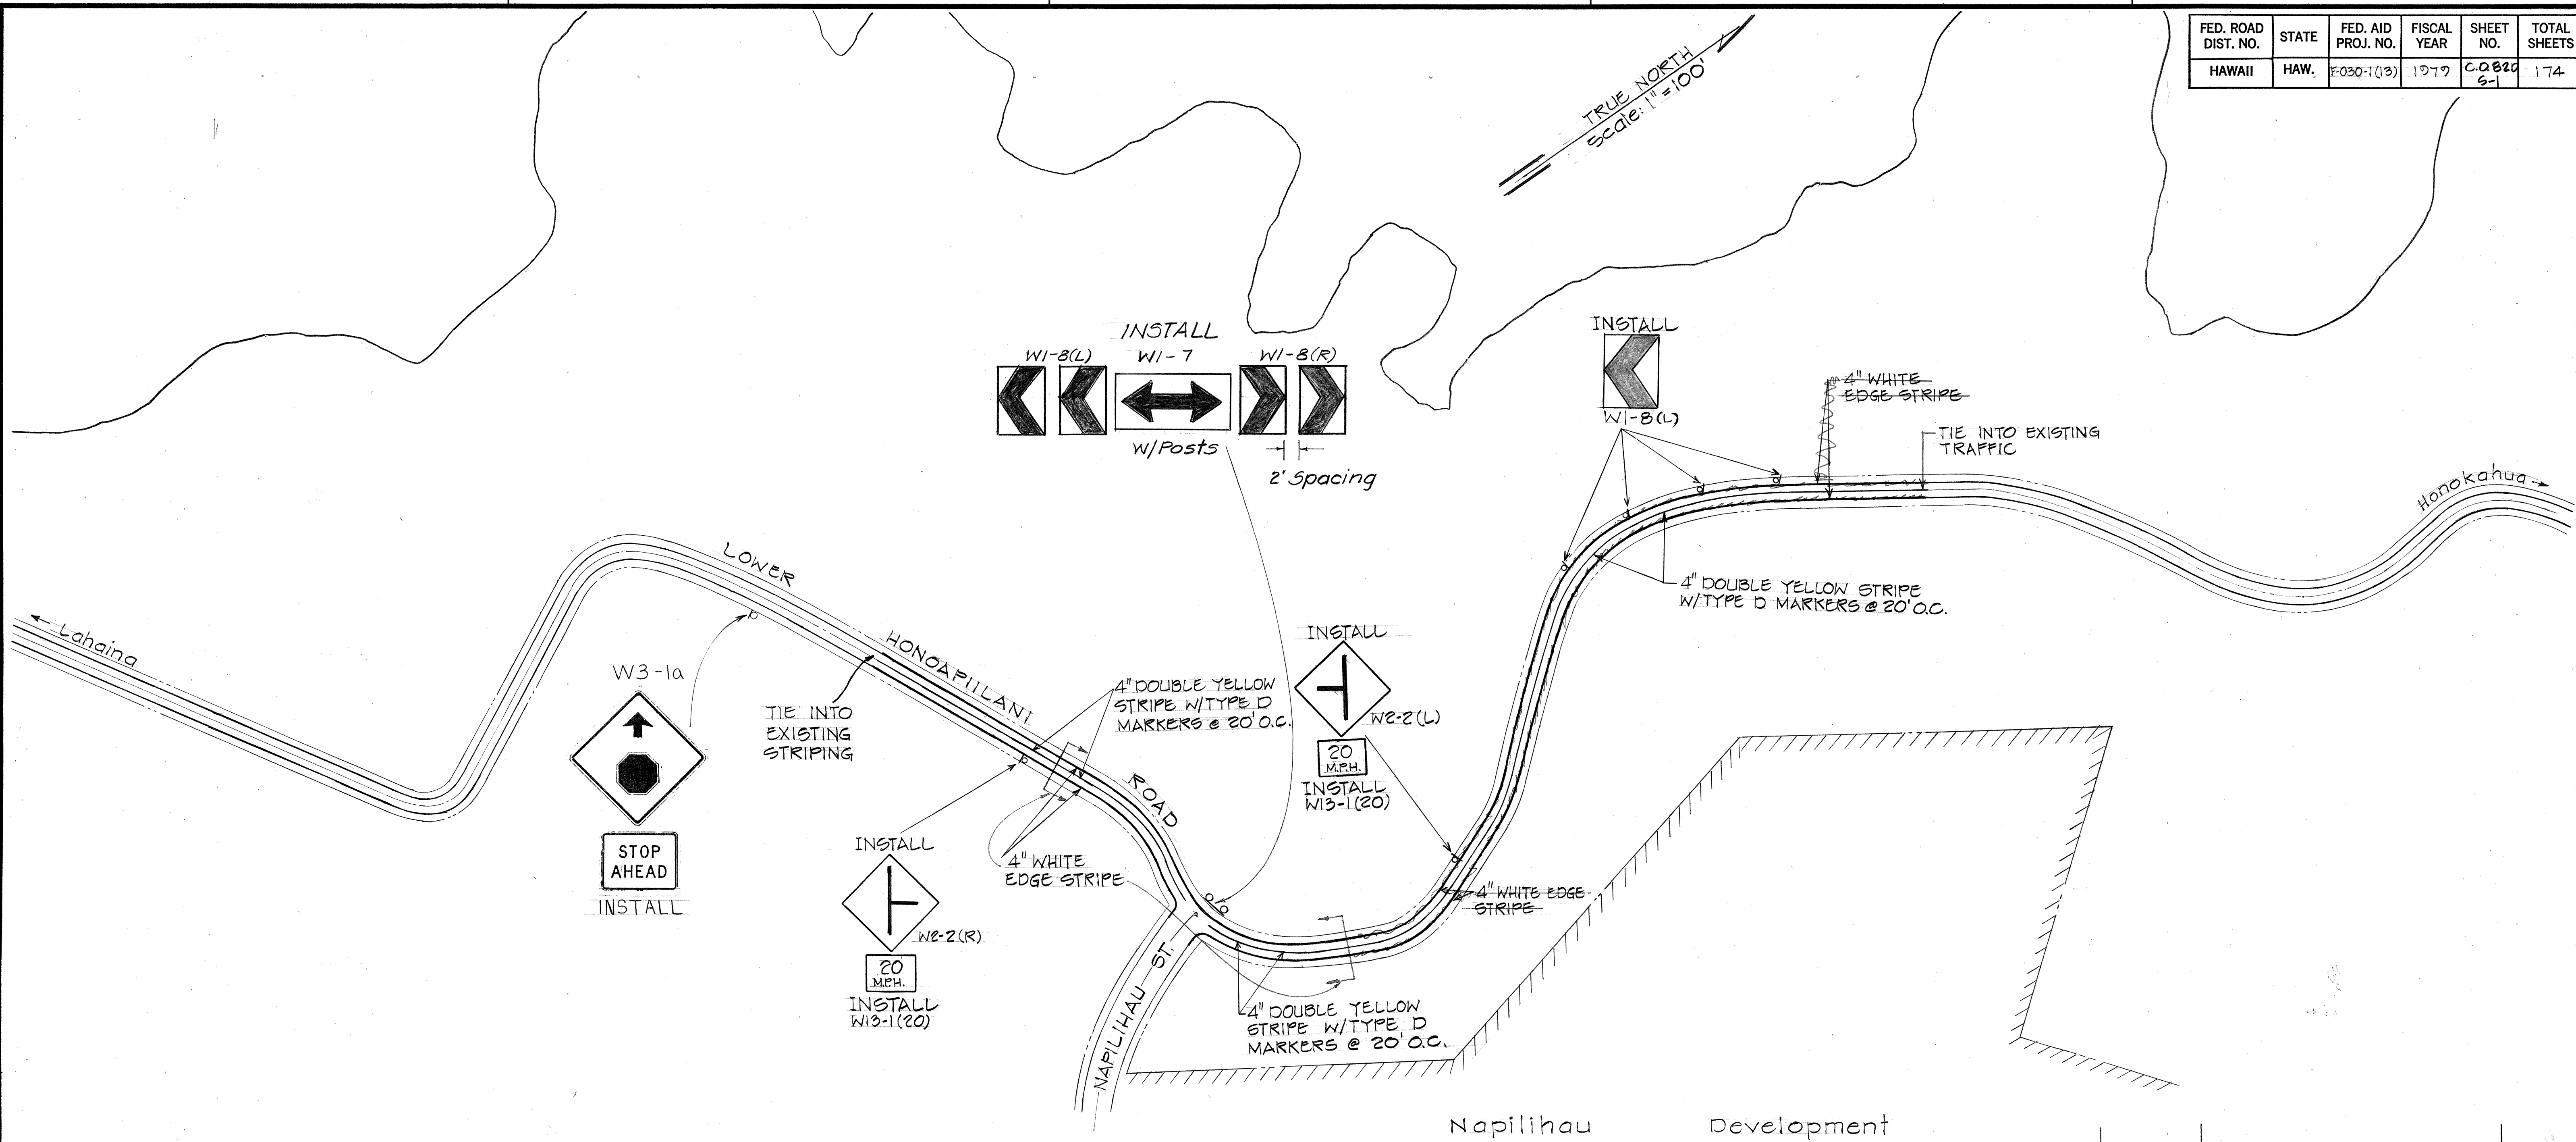 FED. ROAD DIST. NO.
STATE
FED. AID PROJ. NO.
FISCAL YEAR
SHEET NO.
TOTAL SHEETS
HAWAII
HAW.
F-030-1(13)
1979
C.O.820 S-1
174
TRUE NORTH
Scale: 1" = 100'
INSTALL
W1-8(L)
W1-7
W1-8(R)
W/Posts
2' Spacing
INSTALL
W1-8(L)
4" WHITE
EDGE STRIPE
TIE INTO EXISTING
TRAFFIC
Honokahua
4" DOUBLE YELLOW STRIPE
W/TYPE D MARKERS @ 20' O.C.
Lahaina
LOWER
HONOAPIILANI
ROAD
W3-1a
STOP
AHEAD
INSTALL
TIE INTO
EXISTING
STRIPING
4" DOUBLE YELLOW
STRIPE W/TYPE D
MARKERS @ 20' O.C.
INSTALL
W2-2(L)
20
M.P.H.
INSTALL
W13-1(20)
INSTALL
W2-2(R)
20
M.P.H.
INSTALL
W13-1(20)
4" WHITE
EDGE STRIPE
4" WHITE EDGE
STRIPE
NAPILIHAU ST.
4" DOUBLE YELLOW
STRIPE W/TYPE D
MARKERS @ 20' O.C.
Napilihau Development